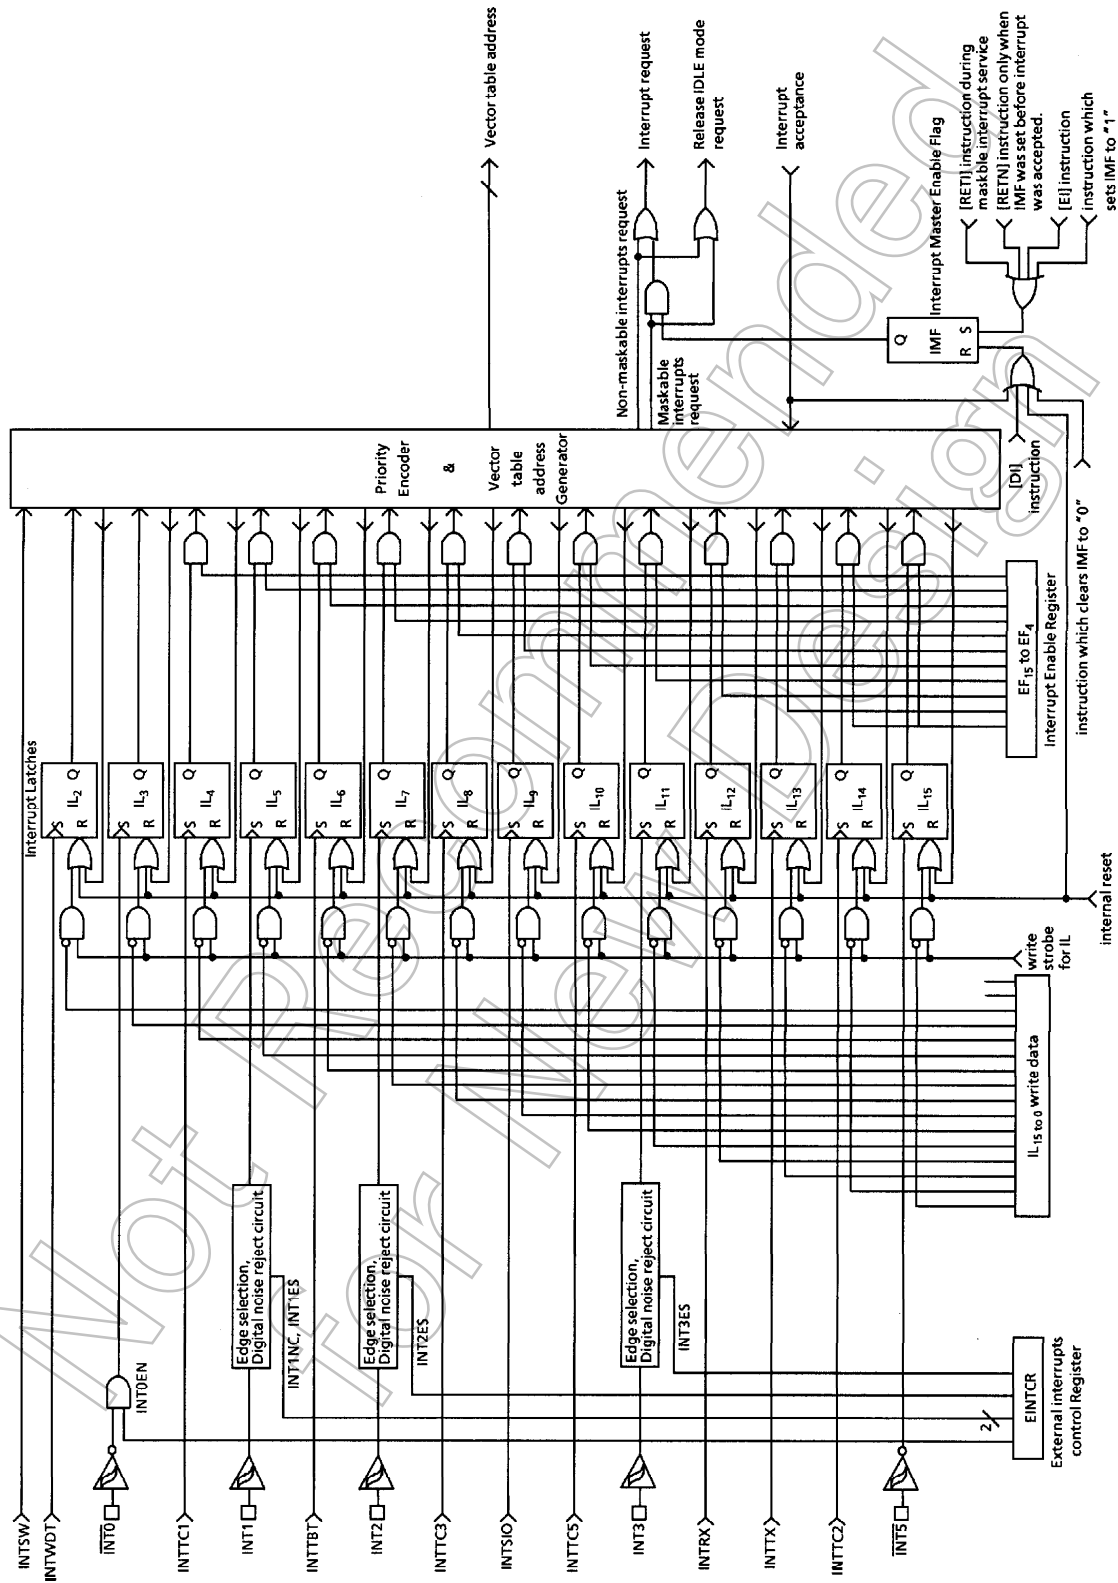 INTSW
INTWDT
INT0
INTTC1
INT1
INTTBT
INT2
INTTC3
INTSIO
INTTC5
INT3
INTRX
INTTX
INTTC2
INT5
INT0EN
Edge selection,
Digital noise reject circuit
INT1NC, INT1ES
Edge selection,
Digital noise reject circuit
INT2ES
Edge selection,
Digital noise reject circuit
INT3ES
2
EINTCR
External interrupts
control Register
IL15 to 0 write data
write
strobe
for IL
internal reset
Interrupt Latches
S IL2 Q R
S IL3 Q R
S IL4 Q R
S IL5 Q R
S IL6 Q R
S IL7 Q R
S IL8 Q R
S IL9 Q R
S IL10 Q R
S IL11 Q R
S IL12 Q R
S IL13 Q R
S IL14 Q R
S IL15 Q R
EF15 to EF4
Interrupt Enable Register
instruction which clears IMF to "0"
Priority
Encoder
&
Vector
table
address
Generator
[DI]
instruction
Vector table address
Non-maskable interrupts request
Maskable
interrupts
request
Interrupt request
Release IDLE mode
request
Interrupt
acceptance
Interrupt Master Enable Flag
Q
IMF
R S
[RETI] instruction during
maskble interrupt service
[RETN] instruction only when
IMF was set before interrupt
was accepted.
[EI] instruction
instruction which
sets IMF to "1"
Not Recommended
for New Design